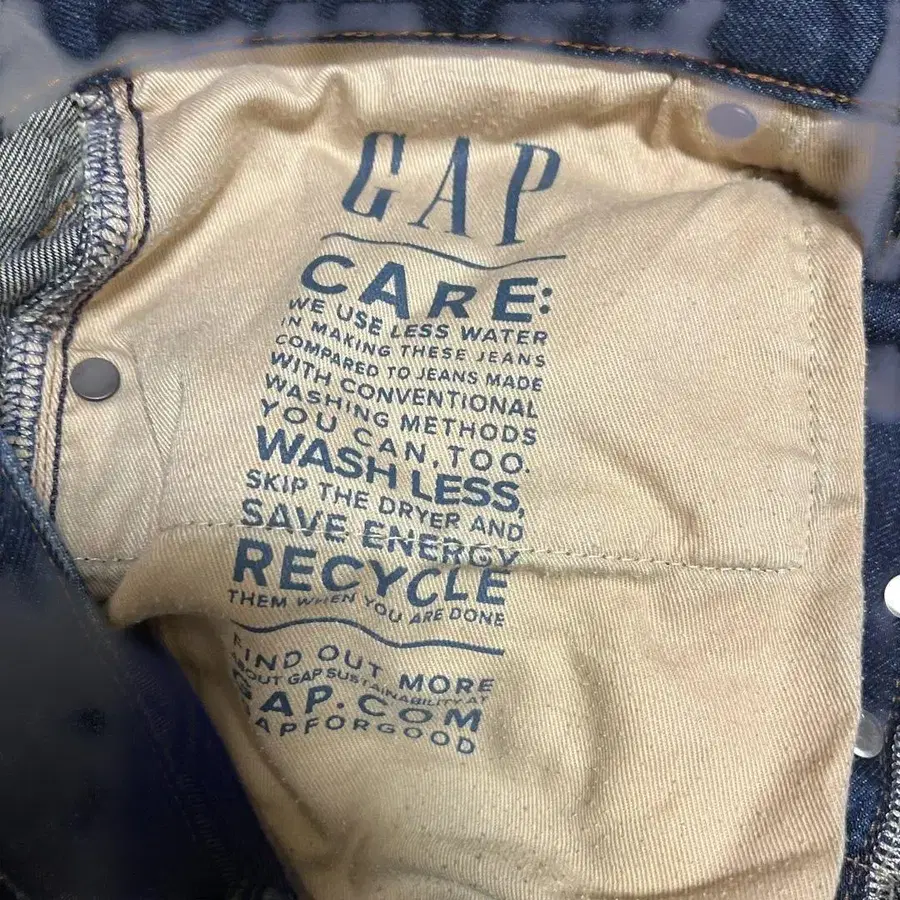 GAP
CARE:
WE USE LESS WATER
IN MAKING THESE JEANS
COMPARED TO JEANS MADE
WITH CONVENTIONAL
WASHING METHODS
YOU CAN, TOO.
WASH LESS,
SKIP THE DRYER AND
SAVE ENERGY
RECYCLE
THEM WHEN YOU ARE DONE
FIND OUT MORE
ABOUT GAP SUSTAINABILITY AT
GAP.COM
GAPFORGOOD